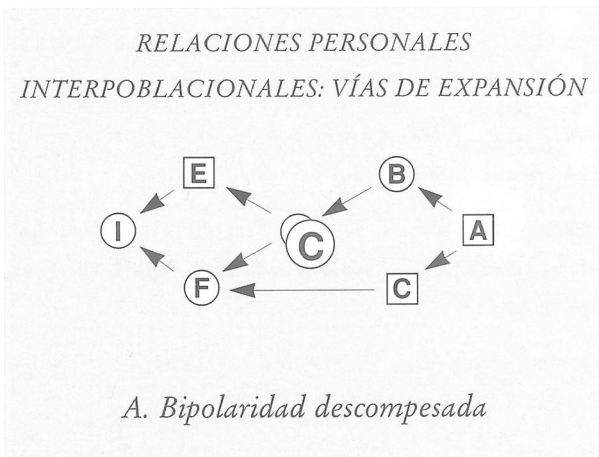 RELACIONES PERSONALES
INTERPOBLACIONALES: VÍAS DE EXPANSIÓN
E
B
I
C
A
F
C
A. Bipolaridad descompesada